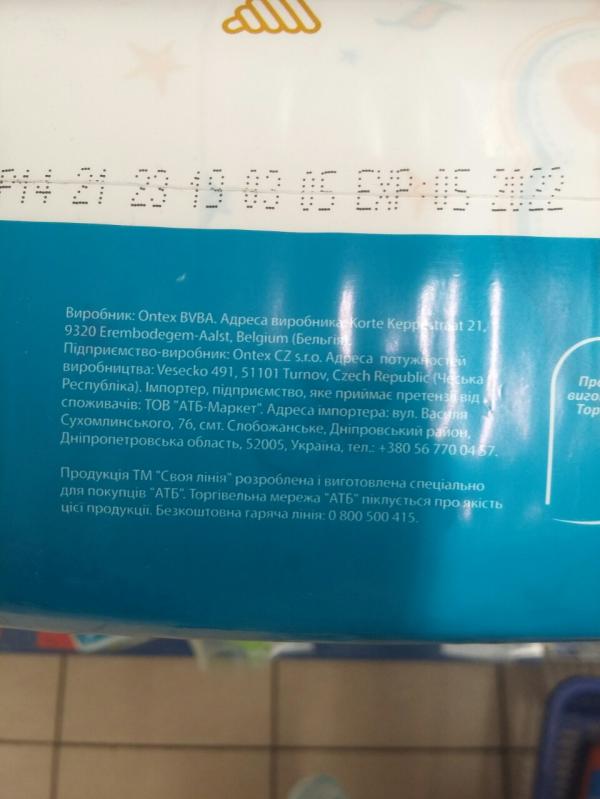 P14 21 23 19 03 05 EXP 05 2022
Виробник: Ontex BVBA. Адреса виробника: Korte Keppestraat 21,
9320 Erembodegem-Aalst, Belgium (Бельгія).
Підприємство-виробник: Ontex CZ s.r.o. Адреса потужностей
виробництва: Vesecko 491, 51101 Turnov, Czech Republic (Чеська
Республіка). Імпортер, підприємство, яке приймає претензії від
споживачів: ТОВ "АТБ-Маркет". Адреса імпортера: вул. Василя
Сухомлинського, 76, смт. Слобожанське, Дніпровський район,
Дніпропетровська область, 52005, Україна, тел.: +380 56 770 04 57.
Продукція ТМ "Своя лінія" розроблена і виготовлена спеціально
для покупців "АТБ". Торгівельна мережа "АТБ" піклується про якість
цієї продукції. Безкоштовна гаряча лінія: 0 800 500 415.
Пре
вигот
Тор